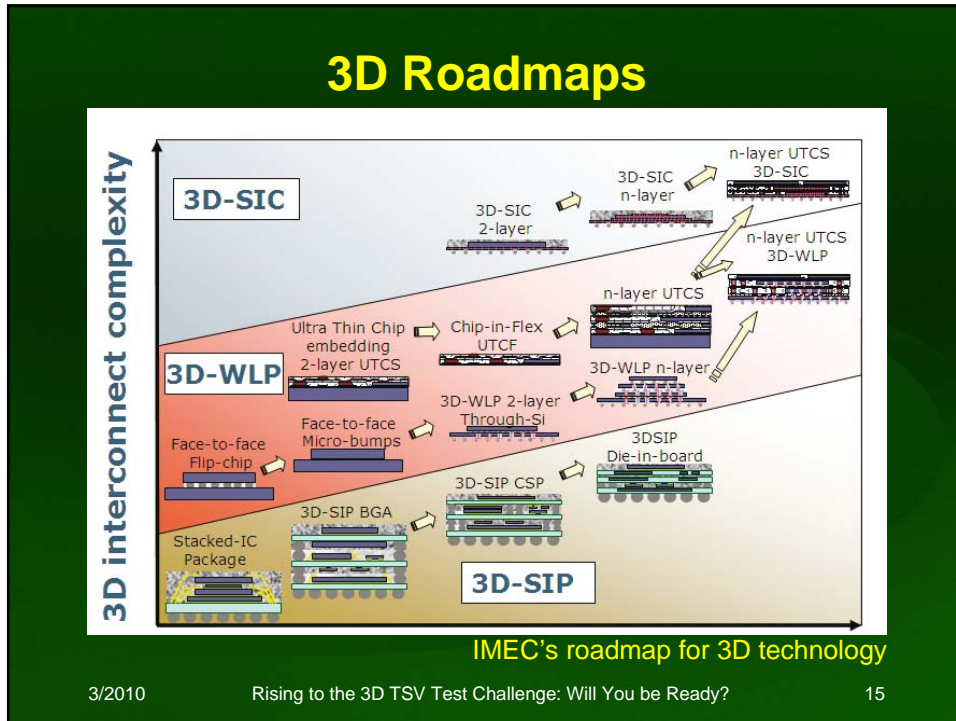 3D Roadmaps
3D interconnect complexity
3D-SIC
3D-SIC
2-layer
3D-SIC
n-layer
n-layer UTCS
3D-SIC
n-layer UTCS
3D-WLP
3D-WLP
Ultra Thin Chip
embedding
2-layer UTCS
Chip-in-Flex
UTCF
n-layer UTCS
Face-to-face
Flip-chip
Face-to-face
Micro-bumps
3D-WLP 2-layer
Through-Si
3D-WLP n-layer
Stacked-IC
Package
3D-SIP BGA
3D-SIP CSP
3DSIP
Die-in-board
3D-SIP
IMEC's roadmap for 3D technology
3/2010
Rising to the 3D TSV Test Challenge: Will You be Ready?
15